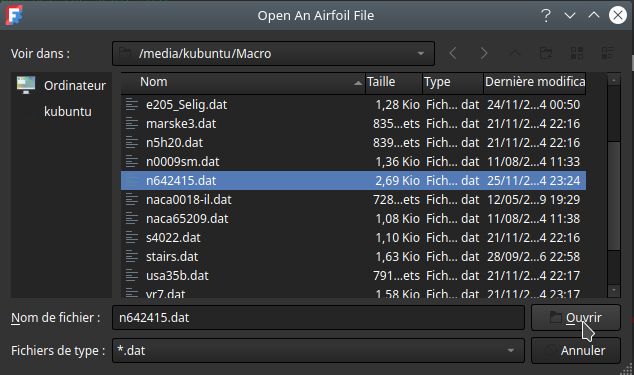 Open An Airfoil File
Voir dans : /media/kubuntu/Macro
Ordinateur
kubuntu
Nom Taille Type Dernière modifica
e205_Selig.dat 1,28 Kio Fich... dat 24/11/2...4 00:50
marske3.dat 835...ets Fich... dat 21/11/2...4 22:16
n5h20.dat 839...ets Fich... dat 21/11/2...4 22:16
n0009sm.dat 1,36 Kio Fich... dat 11/08/2...4 11:33
n642415.dat 2,69 Kio Fich... dat 25/11/2...4 23:24
naca0018-il.dat 728...ets Fich... dat 12/05/2...9 19:29
naca65209.dat 1,08 Kio Fich... dat 11/08/2...4 11:38
s4022.dat 1,10 Kio Fich... dat 21/11/2...4 22:16
stairs.dat 1,63 Kio Fich... dat 28/09/2...6 22:58
usa35b.dat 791...ets Fich... dat 21/11/2...4 22:17
vr7.dat 1,58 Kio Fich... dat 21/11/2...4 23:17
Nom de fichier : n642415.dat Ouvrir
Fichiers de type : *.dat Annuler